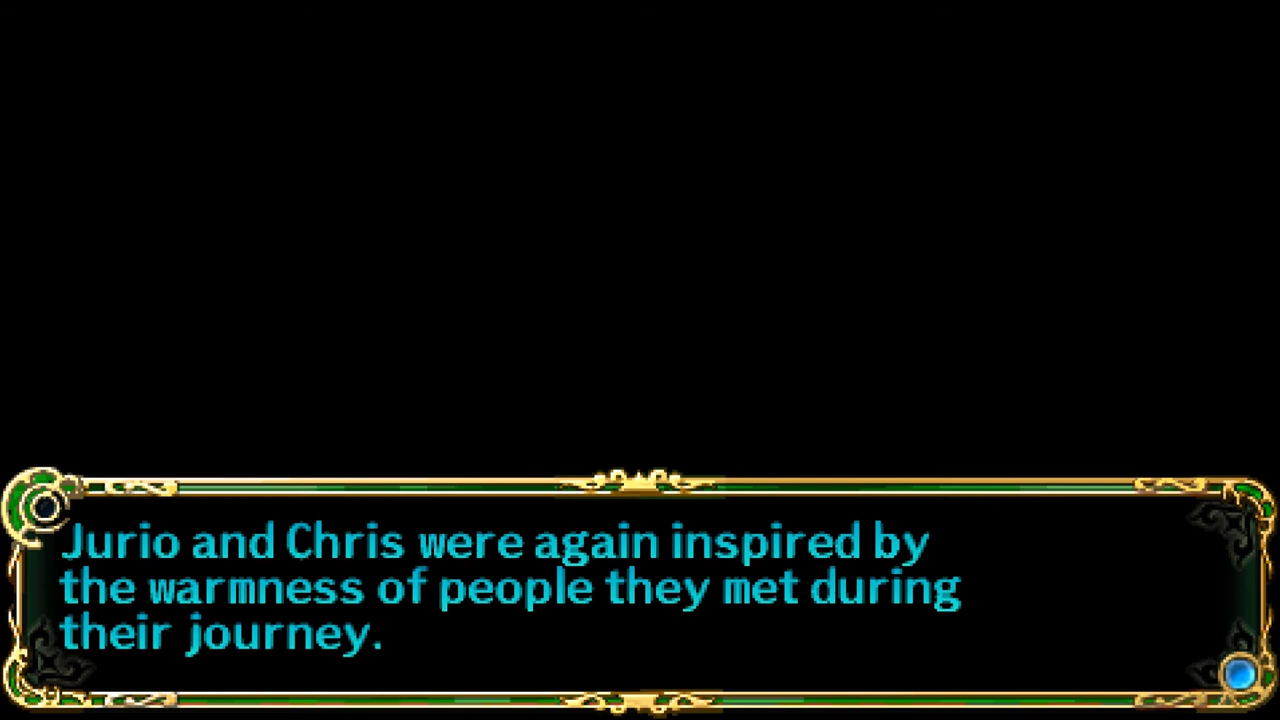 Jurio and Chris were again inspired by
the warmness of people they met during
their journey.